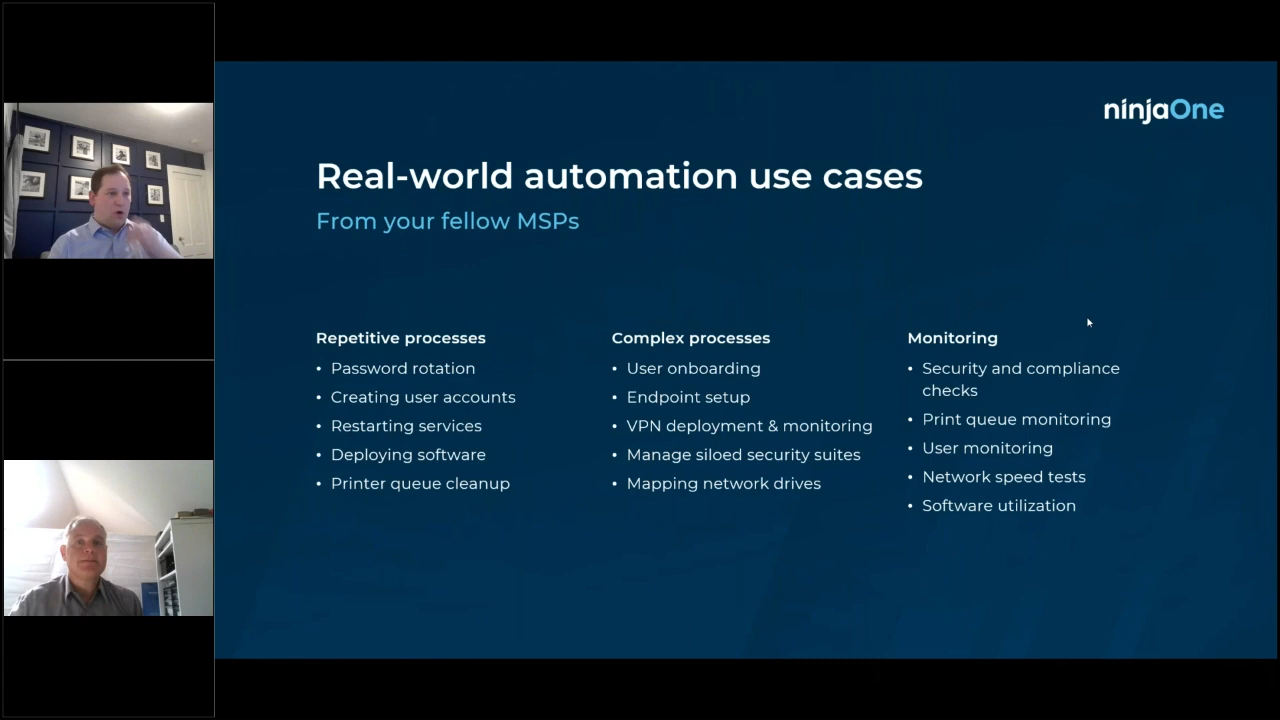 ninjaOne
Real-world automation use cases
From your fellow MSPs
Repetitive processes
• Password rotation
• Creating user accounts
• Restarting services
• Deploying software
• Printer queue cleanup
Complex processes
• User onboarding
• Endpoint setup
• VPN deployment & monitoring
• Manage siloed security suites
• Mapping network drives
Monitoring
• Security and compliance
checks
• Print queue monitoring
• User monitoring
• Network speed tests
• Software utilization